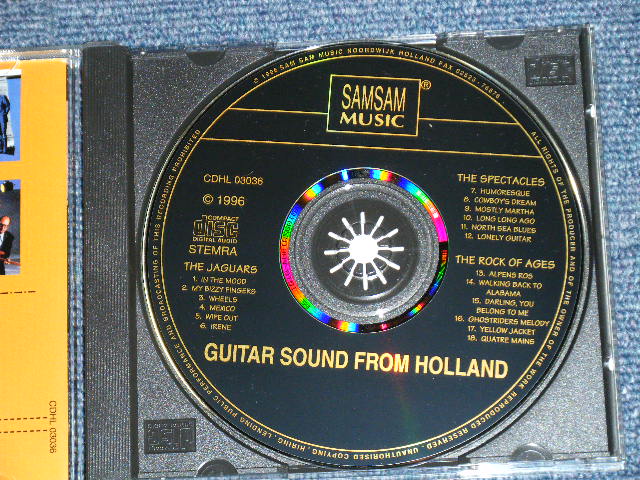 © 1996 SAM SAM MUSIC NOORDWIJK HOLLAND FAX 02523 - 76876
ALL RIGHTS OF THE PRODUCER AND OF THE OWNER OF THE WORK REPRODUCED RESERVED. UNAUTHORISED COPYING, HIRING, LENDING PUBLIC PERFORMANCE AND BROADCASTING OF THIS RECORDING PROHIBITED
SAMSAM
MUSIC
®
CDHL 03036
© 1996
COMPACT
disc
DIGITAL AUDIO
STEMRA
THE JAGUARS
1. IN THE MOOD
2. MY BIZZY FINGERS
3. WHEELS
4. MEXICO
5. WIPE OUT
6. IRENE
THE SPECTACLES
7. HUMORESQUE
8. COWBOY'S DREAM
9. MOSTLY MARTHA
10. LONG LONG AGO
11. NORTH SEA BLUES
12. LONELY GUITAR
THE ROCK OF AGES
13. ALPENS ROS
14. WALKING BACK TO
ALABAMA
15. DARLING, YOU
BELONG TO ME
16. GHOSTRIDERS MELODY
17. YELLOW JACKET
18. QUATRE MAINS
GUITAR SOUND FROM HOLLAND
CDHL 03036